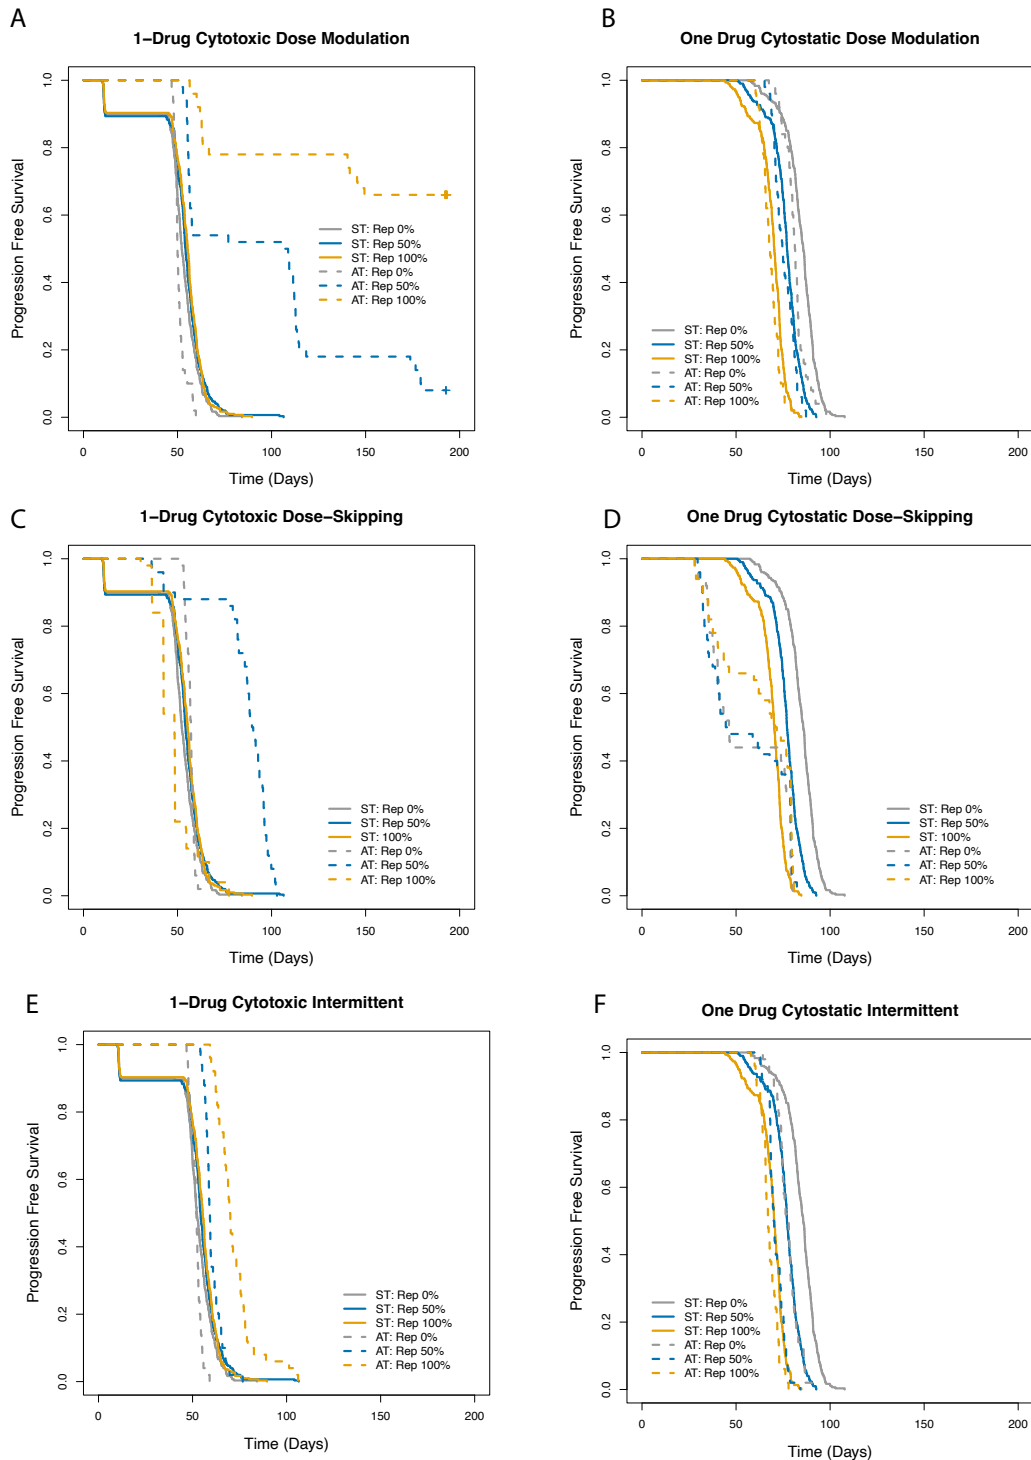 A
1−Drug Cytotoxic Dose Modulation
Progression Free Survival
1.0
0.8
0.6
0.4
0.2
0.0
ST: Rep 0%
ST: Rep 50%
ST: Rep 100%
AT: Rep 0%
AT: Rep 50%
AT: Rep 100%
0 50 100 150 200
Time (Days)
B
One Drug Cytostatic Dose Modulation
Progression Free Survival
1.0
0.8
0.6
0.4
0.2
0.0
ST: Rep 0%
ST: Rep 50%
ST: Rep 100%
AT: Rep 0%
AT: Rep 50%
AT: Rep 100%
0 50 100 150 200
Time (Days)
C
1−Drug Cytotoxic Dose−Skipping
Progression Free Survival
1.0
0.8
0.6
0.4
0.2
0.0
ST: Rep 0%
ST: Rep 50%
ST: 100%
AT: Rep 0%
AT: Rep 50%
AT: Rep 100%
0 50 100 150 200
Time (Days)
D
One Drug Cytostatic Dose−Skipping
Progression Free Survival
1.0
0.8
0.6
0.4
0.2
0.0
ST: Rep 0%
ST: Rep 50%
ST: 100%
AT: Rep 0%
AT: Rep 50%
AT: Rep 100%
0 50 100 150 200
Time (Days)
E
1−Drug Cytotoxic Intermittent
Progression Free Survival
1.0
0.8
0.6
0.4
0.2
0.0
ST: Rep 0%
ST: Rep 50%
ST: Rep 100%
AT: Rep 0%
AT: Rep 50%
AT: Rep 100%
0 50 100 150 200
Time (Days)
F
One Drug Cytostatic Intermittent
Progression Free Survival
1.0
0.8
0.6
0.4
0.2
0.0
ST: Rep 0%
ST: Rep 50%
ST: Rep 100%
AT: Rep 0%
AT: Rep 50%
AT: Rep 100%
0 50 100 150 200
Time (Days)